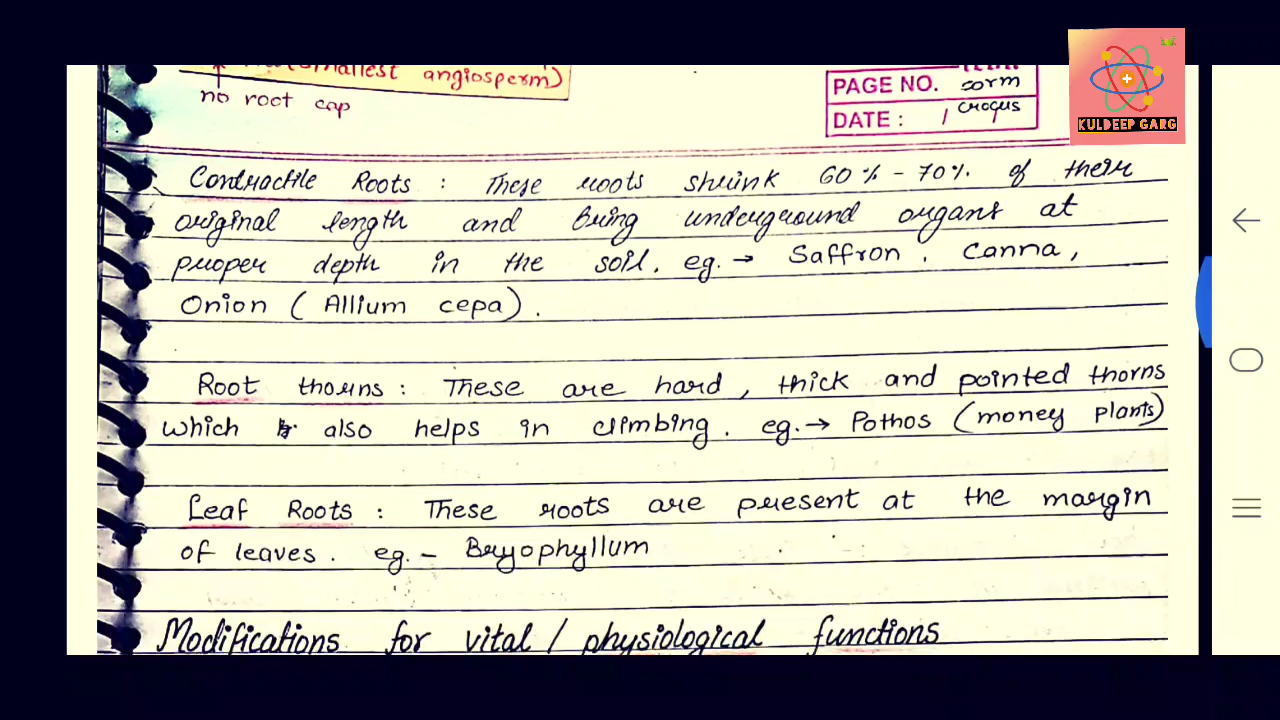 (smallest angiosperm)
no root cap
PAGE NO. corm
DATE : / / crocus
KULDEEP GARG
Contractile Roots : These roots shrink 60% - 70% of their
original length and Bring underground organs at
proper depth in the soil. eg. → Saffron. Canna,
Onion ( Allium cepa) .
Root thorns : These are hard , thick and pointed thorns
which also helps in climbing . eg. → Pothos (money plants)
Leaf Roots : These roots are present at the margin
of leaves . eg. – Bryophyllum
Modifications for vital / physiological functions